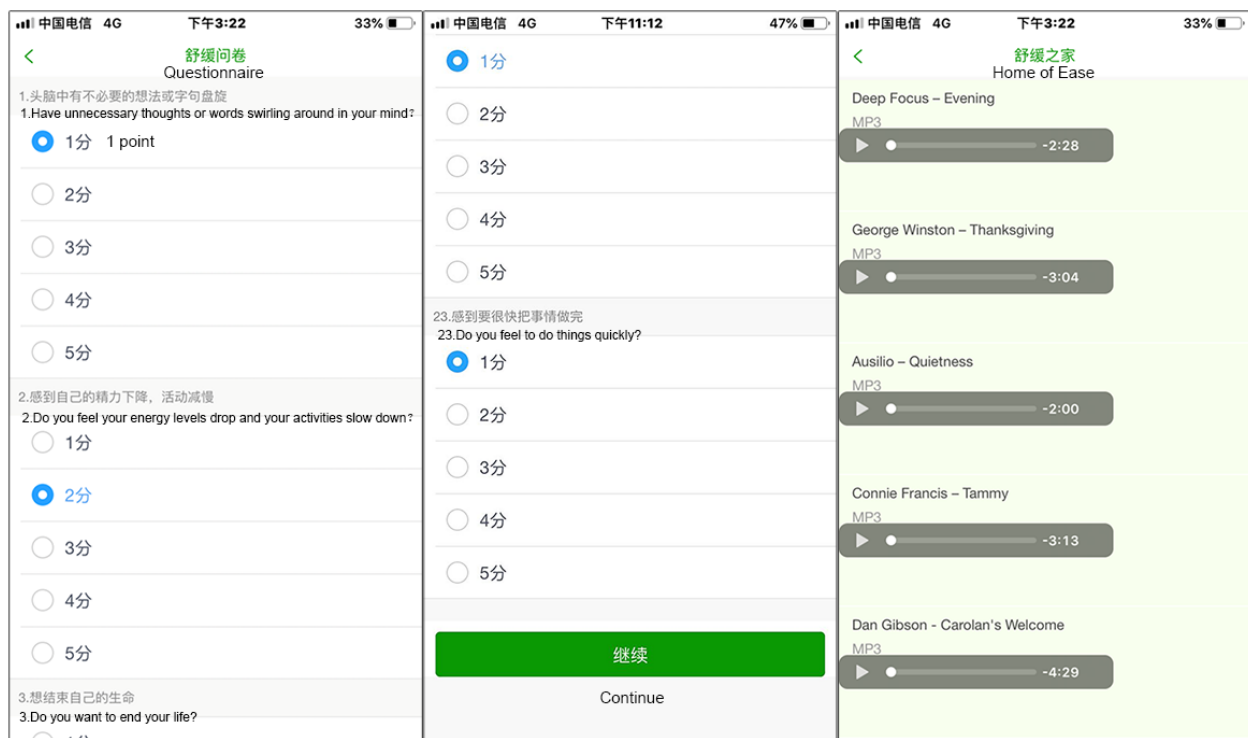 中国电信 4G 下午3:22 33%
舒缓问卷
Questionnaire
1.头脑中有不必要的想法或字句盘旋
1.Have unnecessary thoughts or words swirling around in your mind?
1分 1 point
2分
3分
4分
5分
2.感到自己的精力下降，活动减慢
2.Do you feel your energy levels drop and your activities slow down?
1分
2分
3分
4分
5分
3.想结束自己的生命
3.Do you want to end your life?
中国电信 4G 下午11:12 47%
1分
2分
3分
4分
5分
23.感到要很快把事情做完
23.Do you feel to do things quickly?
1分
2分
3分
4分
5分
继续
Continue
中国电信 4G 下午3:22 33%
舒缓之家
Home of Ease
Deep Focus – Evening
MP3
-2:28
George Winston – Thanksgiving
MP3
-3:04
Ausilio – Quietness
MP3
-2:00
Connie Francis – Tammy
MP3
-3:13
Dan Gibson - Carolan's Welcome
MP3
-4:29